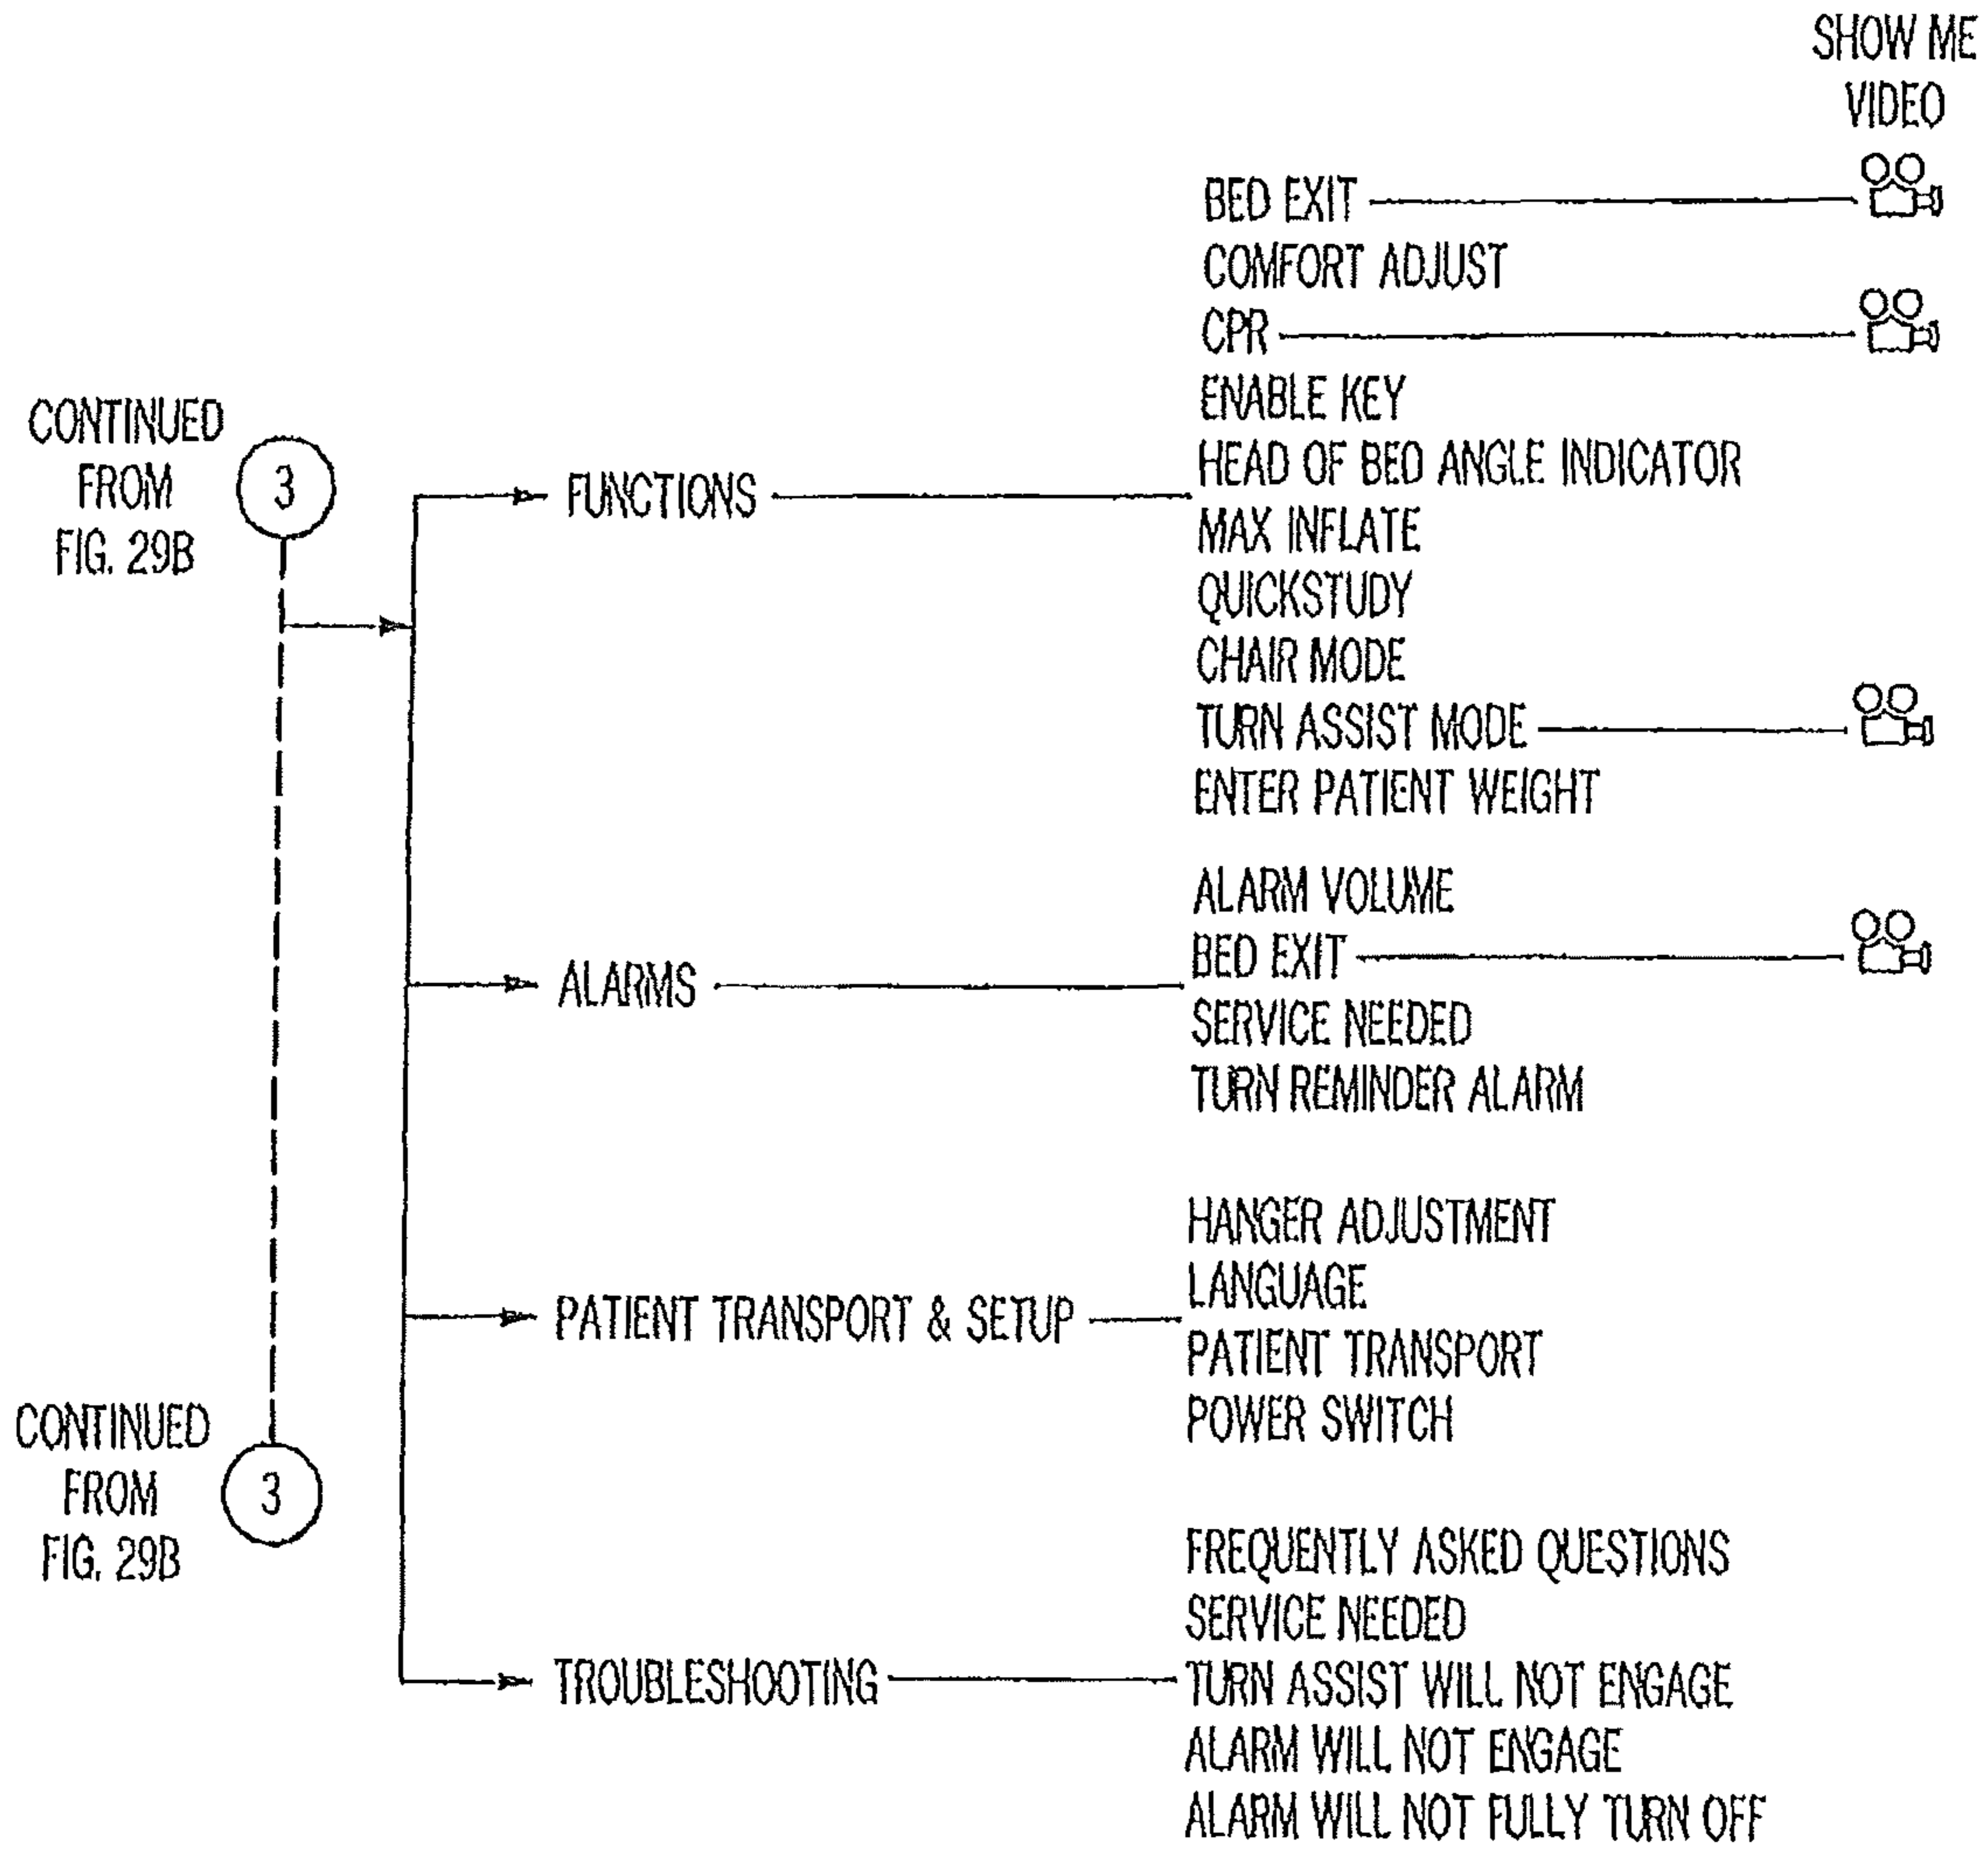 SHOW ME
VIDEO
BED EXIT
COMFORT ADJUST
CPR
ENABLE KEY
HEAD OF BED ANGLE INDICATOR
MAX INFLATE
QUICKSTUDY
CHAIR MODE
TURN ASSIST MODE
ENTER PATIENT WEIGHT
CONTINUED
FROM
FIG. 29B
3
FUNCTIONS
ALARM VOLUME
BED EXIT
SERVICE NEEDED
TURN REMINDER ALARM
ALARMS
HANGER ADJUSTMENT
LANGUAGE
PATIENT TRANSPORT
POWER SWITCH
PATIENT TRANSPORT & SETUP
CONTINUED
FROM
FIG. 29B
3
FREQUENTLY ASKED QUESTIONS
SERVICE NEEDED
TURN ASSIST WILL NOT ENGAGE
ALARM WILL NOT ENGAGE
ALARM WILL NOT FULLY TURN OFF
TROUBLESHOOTING